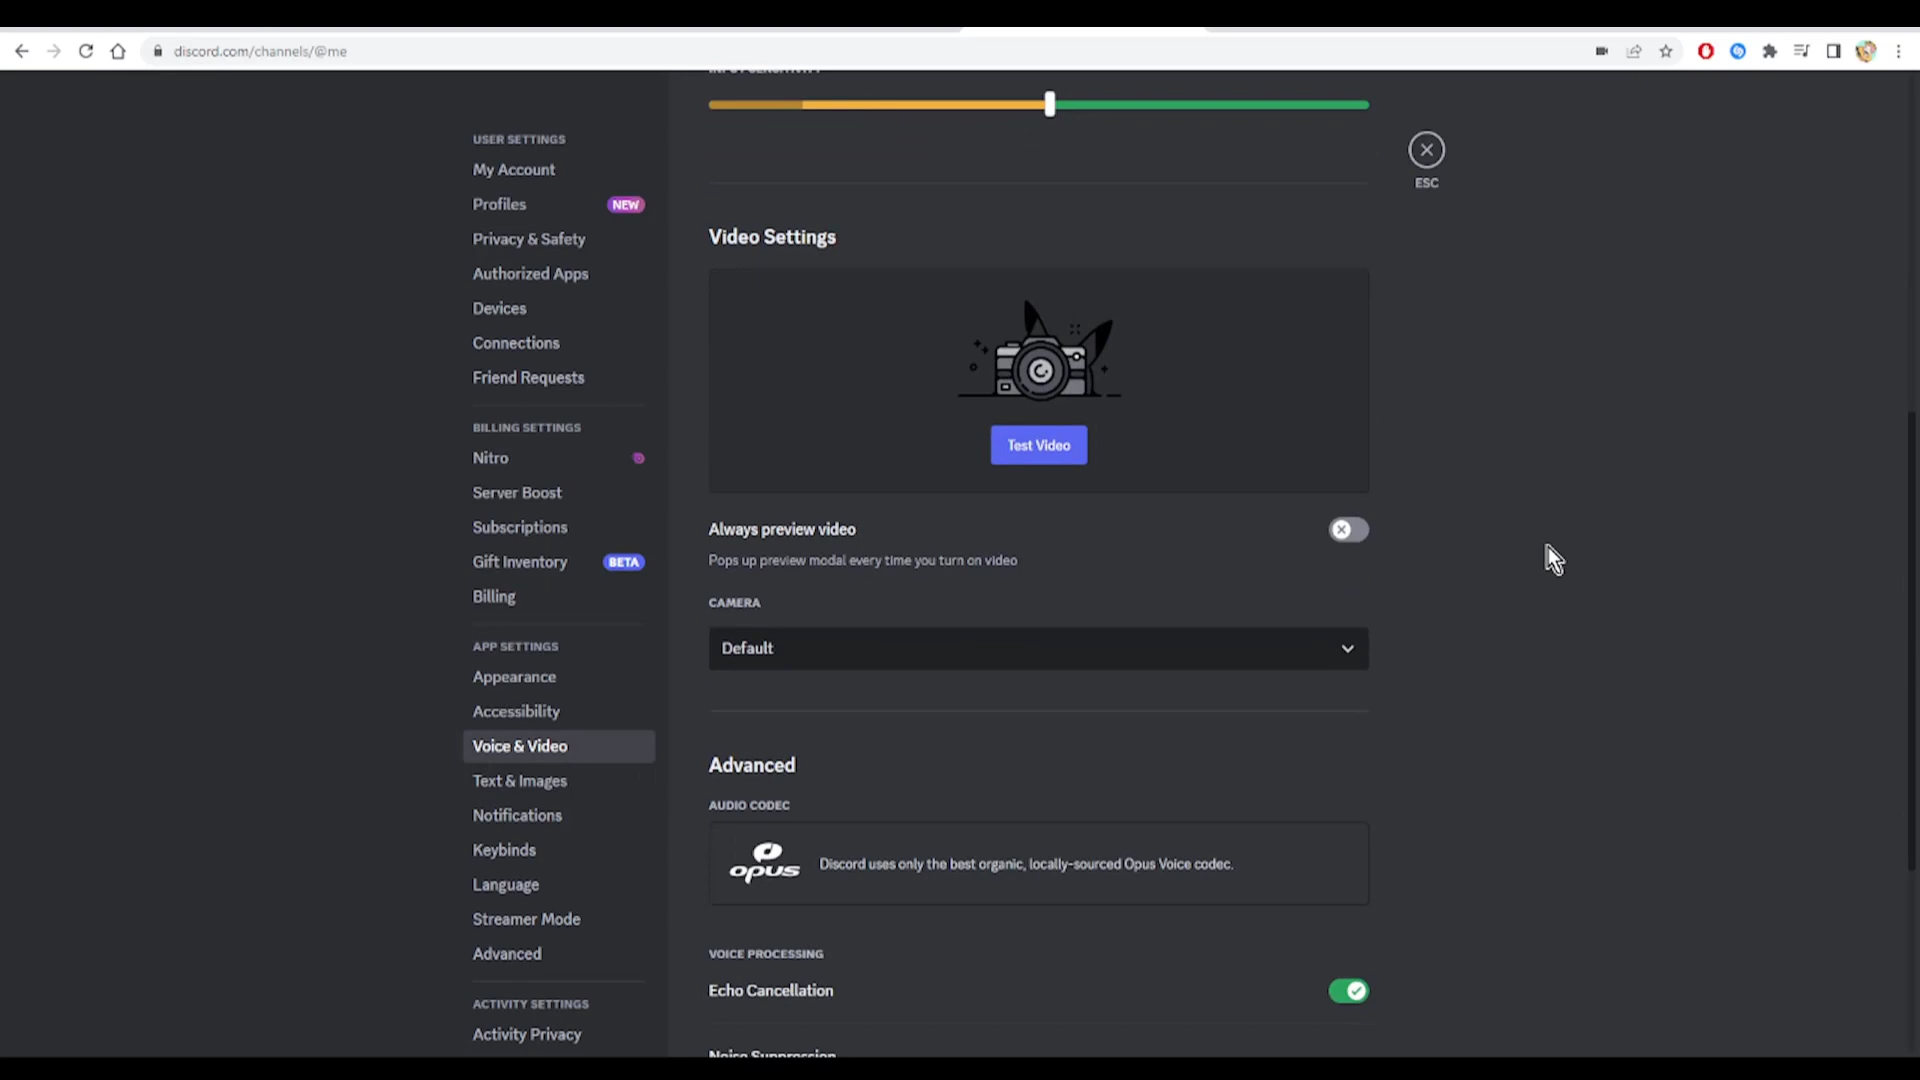 discord.com/channels/@me
INPUT SENSITIVITY
ESC
USER SETTINGS
My Account
Profiles NEW
Privacy & Safety
Authorized Apps
Devices
Connections
Friend Requests
BILLING SETTINGS
Nitro
Server Boost
Subscriptions
Gift Inventory BETA
Billing
APP SETTINGS
Appearance
Accessibility
Voice & Video
Text & Images
Notifications
Keybinds
Language
Streamer Mode
Advanced
ACTIVITY SETTINGS
Activity Privacy
Video Settings
Test Video
Always preview video
Pops up preview modal every time you turn on video
CAMERA
Default
Advanced
AUDIO CODEC
opus Discord uses only the best organic, locally-sourced Opus Voice codec.
VOICE PROCESSING
Echo Cancellation
Noise Suppression